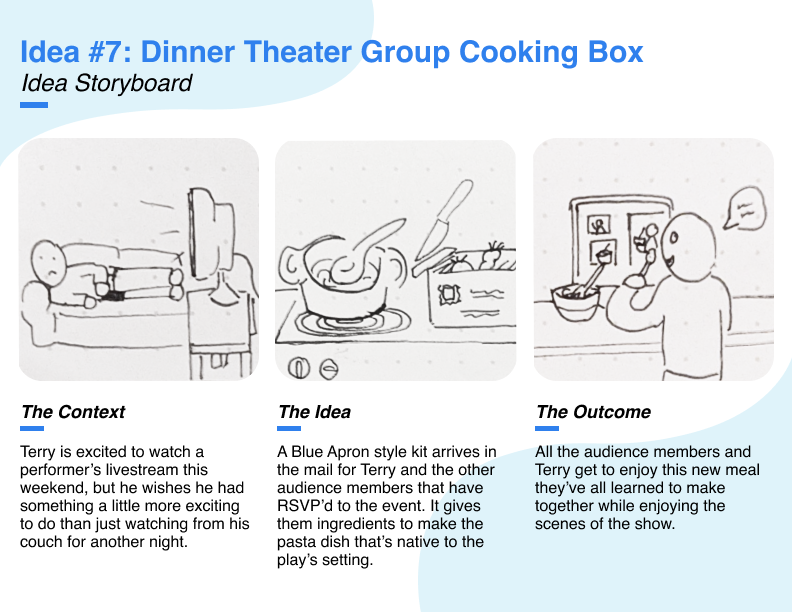 Idea #7: Dinner Theater Group Cooking Box
Idea Storyboard
The Context
Terry is excited to watch a
performer’s livestream this
weekend, but he wishes he had
something a little more exciting
to do than just watching from his
couch for another night.
The Idea
A Blue Apron style kit arrives in
the mail for Terry and the other
audience members that have
RSVP’d to the event. It gives
them ingredients to make the
pasta dish that’s native to the
play’s setting.
The Outcome
All the audience members and
Terry get to enjoy this new meal
they’ve all learned to make
together while enjoying the
scenes of the show.